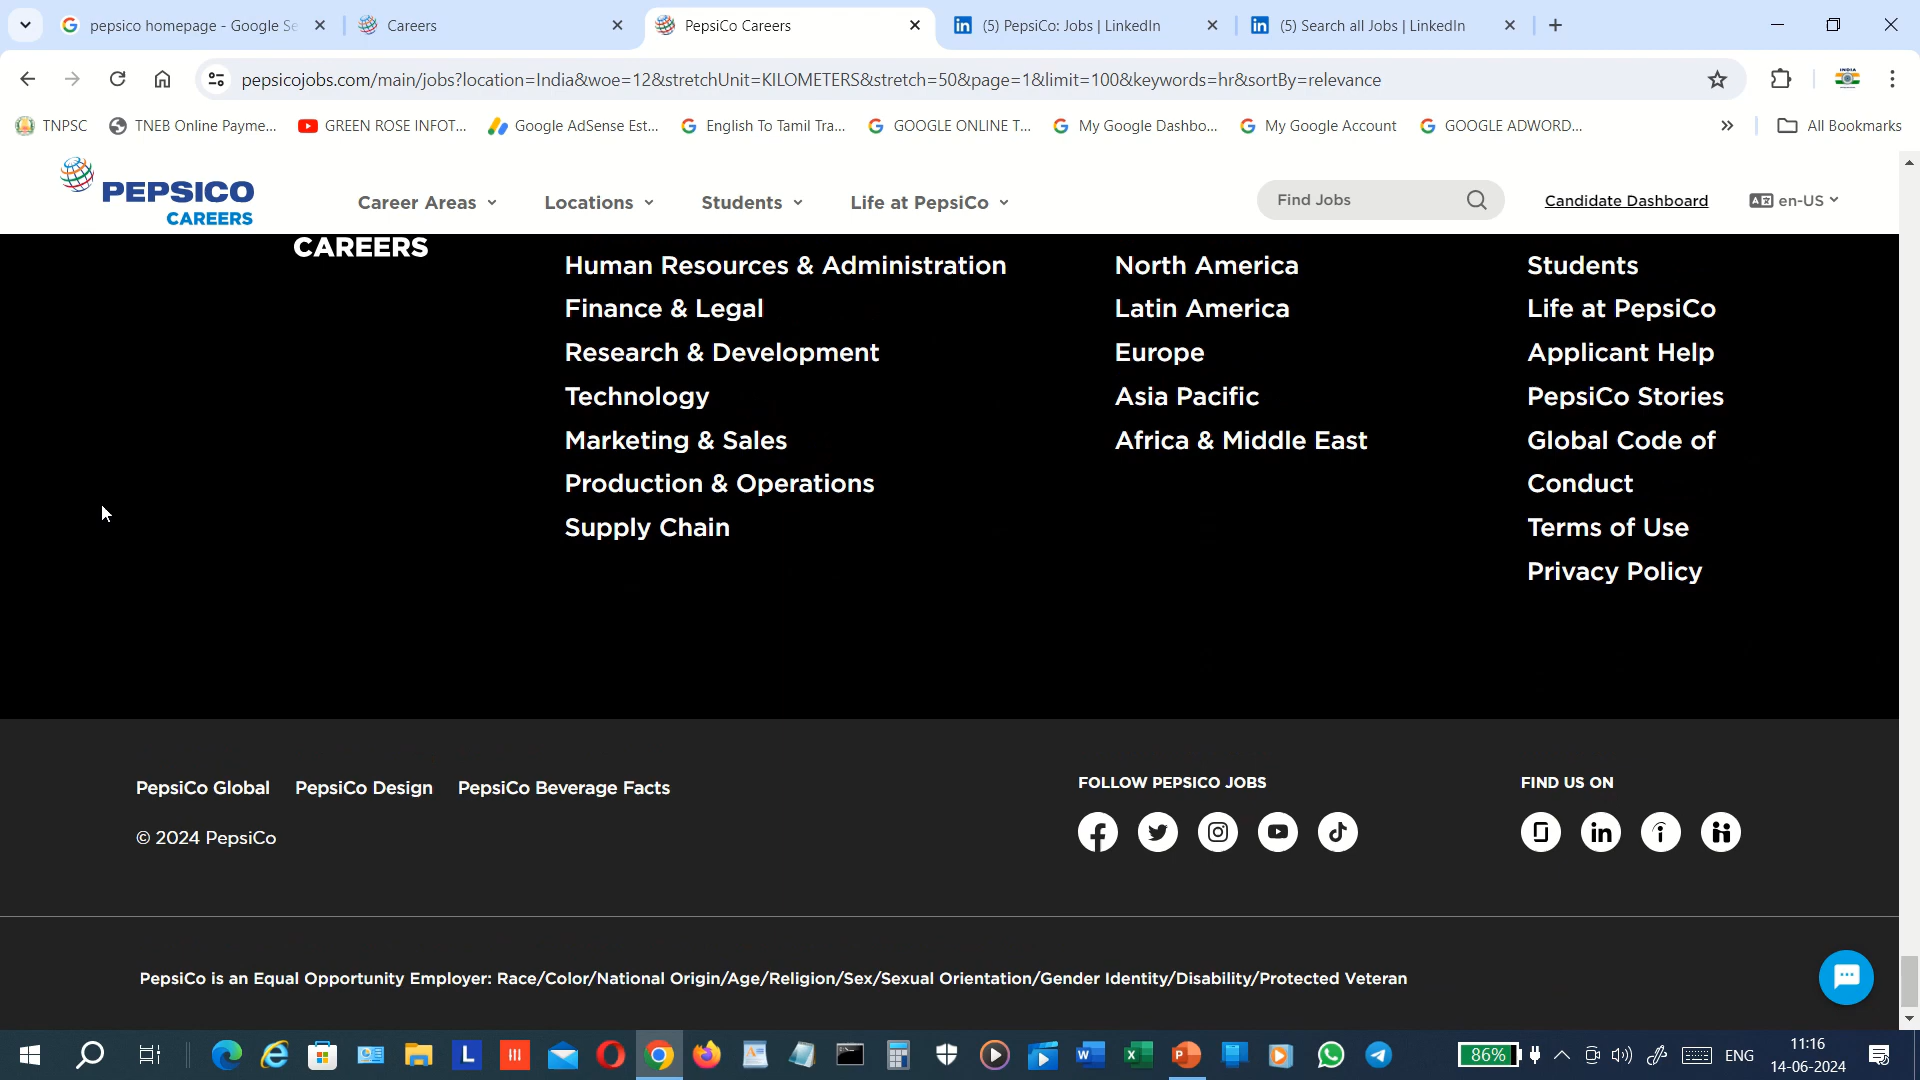 pepsico homepage - Google Se
Careers
PepsiCo Careers
(5) PepsiCo: Jobs | LinkedIn
(5) Search all Jobs | LinkedIn
pepsicojobs.com/main/jobs?location=India&woe=12&stretchUnit=KILOMETERS&stretch=50&page=1&limit=100&keywords=hr&sortBy=relevance
TNPSC
TNEB Online Payme...
GREEN ROSE INFOT...
Google AdSense Est...
English To Tamil Tra...
GOOGLE ONLINE T...
My Google Dashbo...
My Google Account
GOOGLE ADWORD...
All Bookmarks
PEPSICO
CAREERS
Career Areas
Locations
Students
Life at PepsiCo
Find Jobs
Candidate Dashboard
en-US
CAREERS
Human Resources & Administration
Finance & Legal
Research & Development
Technology
Marketing & Sales
Production & Operations
Supply Chain
North America
Latin America
Europe
Asia Pacific
Africa & Middle East
Students
Life at PepsiCo
Applicant Help
PepsiCo Stories
Global Code of
Conduct
Terms of Use
Privacy Policy
PepsiCo Global
PepsiCo Design
PepsiCo Beverage Facts
© 2024 PepsiCo
FOLLOW PEPSICO JOBS
FIND US ON
PepsiCo is an Equal Opportunity Employer: Race/Color/National Origin/Age/Religion/Sex/Sexual Orientation/Gender Identity/Disability/Protected Veteran
86%
ENG
11:16
14-06-2024